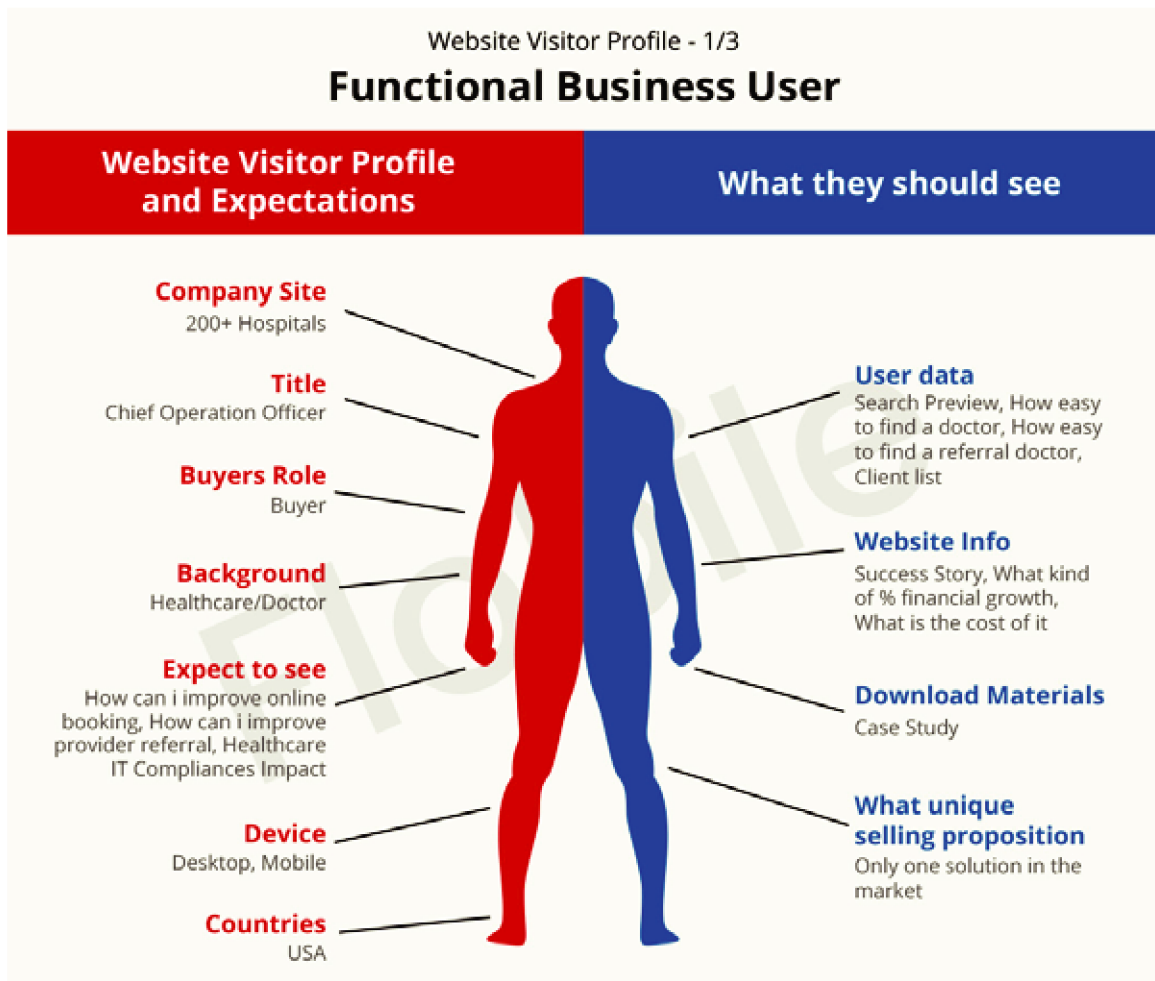 Website Visitor Profile - 1/3
Functional Business User
Website Visitor Profile
and Expectations
What they should see
Company Site
200+ Hospitals
Title
Chief Operation Officer
Buyers Role
Buyer
Background
Healthcare/Doctor
Expect to see
How can i improve online
booking, How can i improve
provider referral, Healthcare
IT Compliances Impact
Device
Desktop, Mobile
Countries
USA
User data
Search Preview, How easy
to find a doctor, How easy
to find a referral doctor,
Client list
Website Info
Success Story, What kind
of % financial growth,
What is the cost of it
Download Materials
Case Study
What unique
selling proposition
Only one solution in the
market